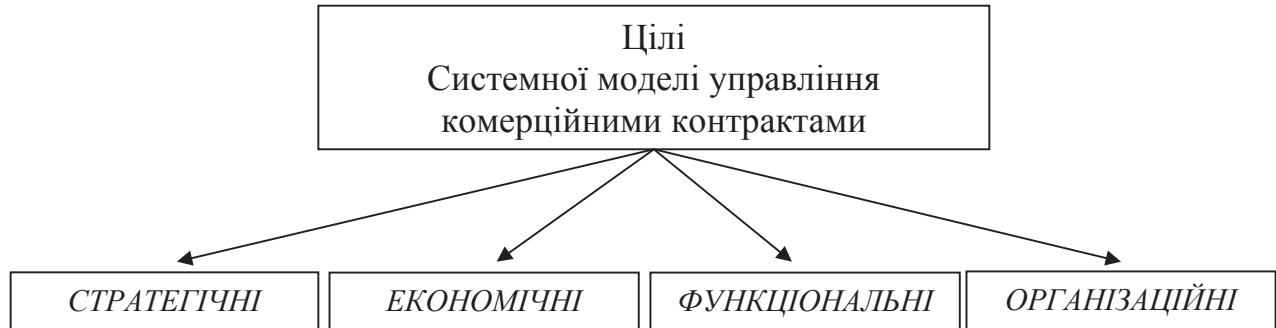 Цілі
Системної моделі управління
комерційними контрактами
СТРАТЕГІЧНІ ЕКОНОМІЧНІ ФУНКЦІОНАЛЬНІ ОРГАНІЗАЦІЙНІ